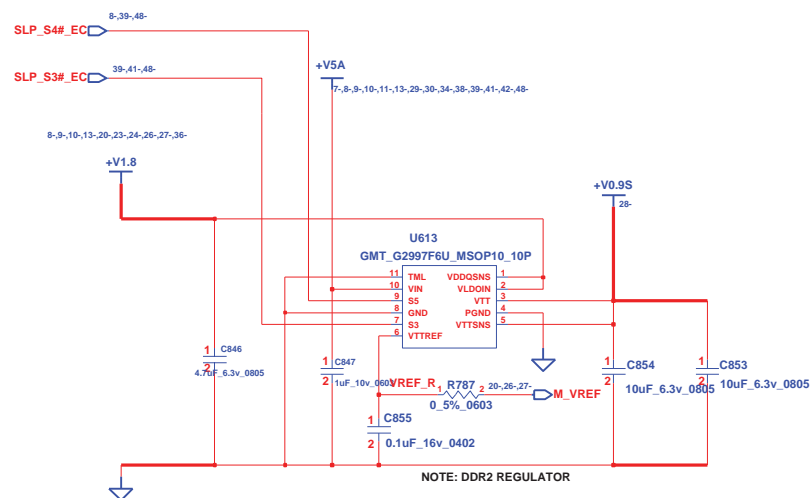 8-,39-,48-
SLP_S4#_EC
39-,41-,48-
SLP_S3#_EC
+V5A
7-,8-,9-,10-,11-,13-,29-,30-,34-,38-,39-,41-,42-,48-
8-,9-,10-,13-,20-,23-,24-,26-,27-,36-
+V1.8
+V0.9S
28-
U613
GMT_G2997F6U_MSOP10_10P
11 TML VDDQSNS 1
10 VIN VLDOIN 2
9 S5 VTT 3
8 GND PGND 4
7 S3 VTTSNS 5
6 VTTREF
1 C846
2 4.7uF_6.3v_0805
1 C847
2 1uF_10v_0603
VREF_R 1 R787 2 20-,26-,27-
0_5%_0603
M_VREF
1 C854
2 10uF_6.3v_0805
1 C853
2 10uF_6.3v_0805
1 C855
2 0.1uF_16v_0402
NOTE: DDR2 REGULATOR